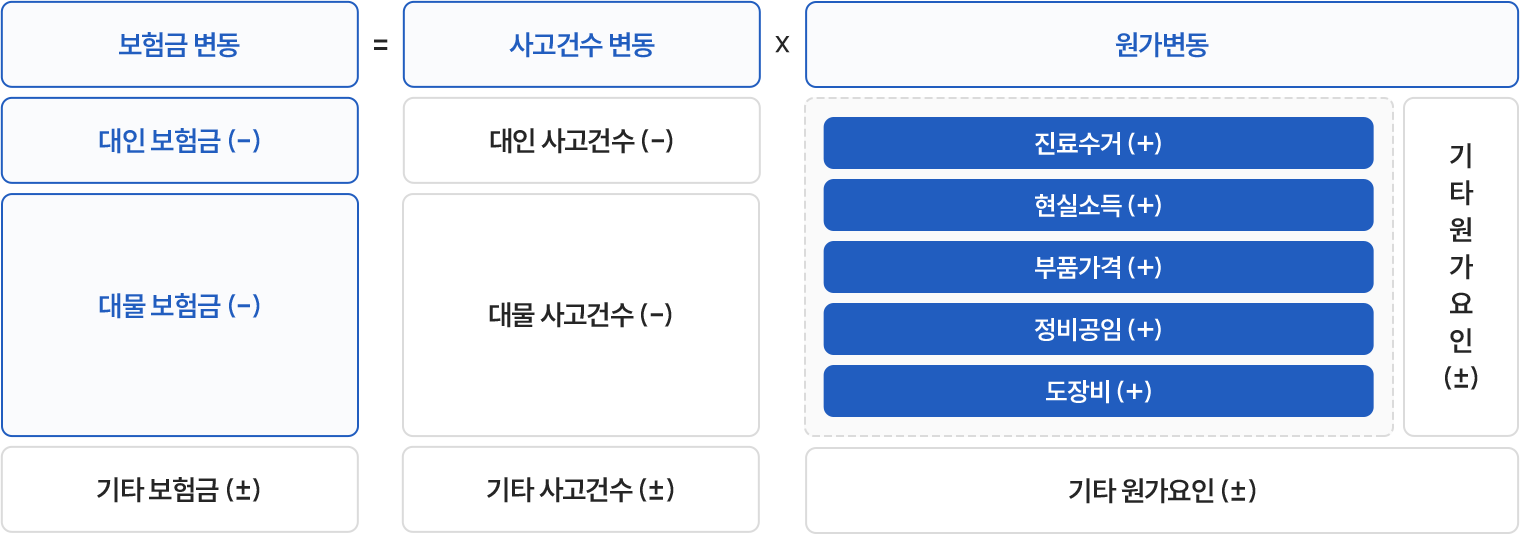 보험금 변동 = 사고건수 변동 x 원가변동
대인 보험금 (−)
대인 사고건수 (−)
대물 보험금 (−)
대물 사고건수 (−)
진료수거 (+)
현실소득 (+)
부품가격 (+)
정비공임 (+)
도장비 (+)
기
타
원
가
요
인
(±)
기타 보험금 (±)
기타 사고건수 (±)
기타 원가요인 (±)